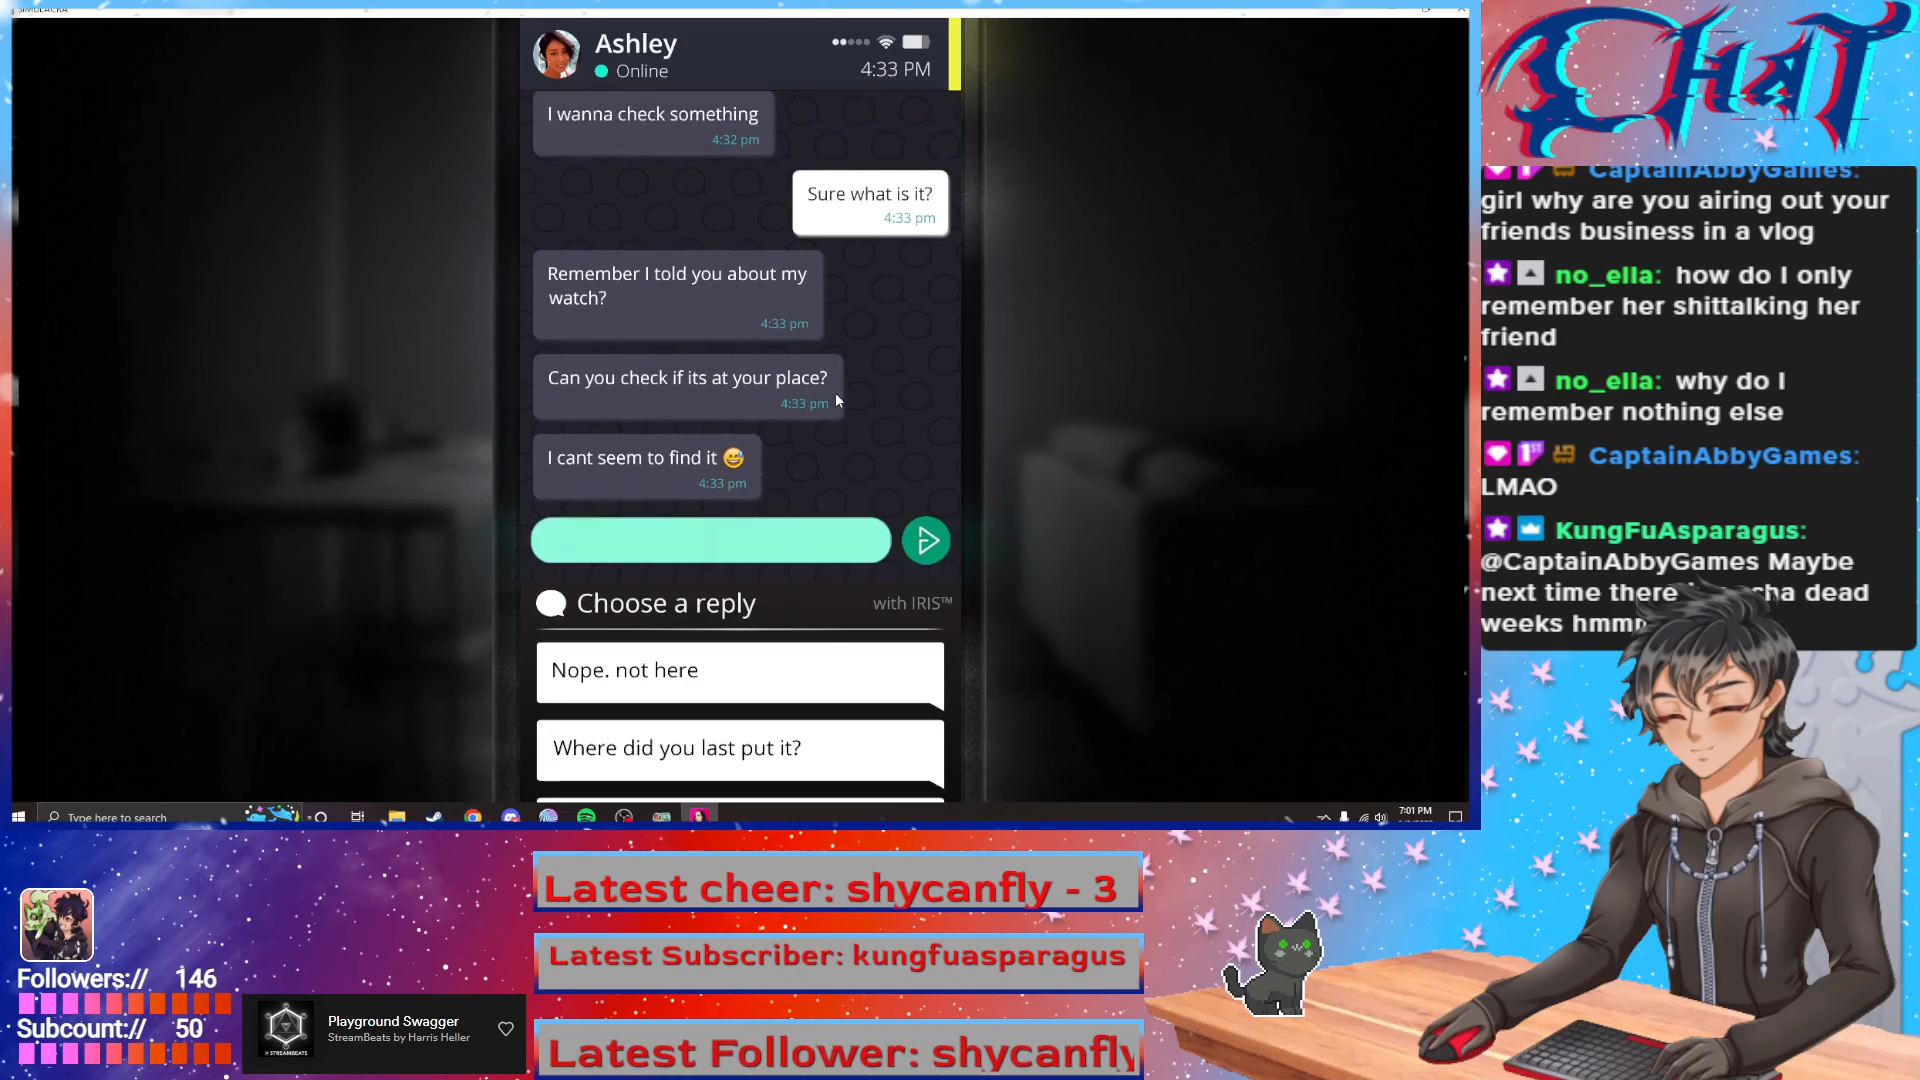 SIMULACRA
Ashley
Online
4:33 PM
I wanna check something
4:32 pm
Sure what is it?
4:33 pm
Remember I told you about my
watch?
4:33 pm
Can you check if its at your place?
4:33 pm
I cant seem to find it 😅
4:33 pm
Choose a reply
with IRIS™
Nope. not here
Where did you last put it?
Type here to search
7:01 PM
CHAT
CaptainAbbyGames:
girl why are you airing out your
friends business in a vlog
no_ella: how do I only
remember her shittalking her
friend
no_ella: why do I
remember nothing else
CaptainAbbyGames:
LMAO
KungFuAsparagus:
@CaptainAbbyGames Maybe
next time there dead
weeks
Followers:// 146
Subcount:// 50
STREAMBEATS
Playground Swagger
StreamBeats by Harris Heller
Latest cheer: shycanfly - 3
Latest Subscriber: kungfuasparagus
Latest Follower: shycanfly